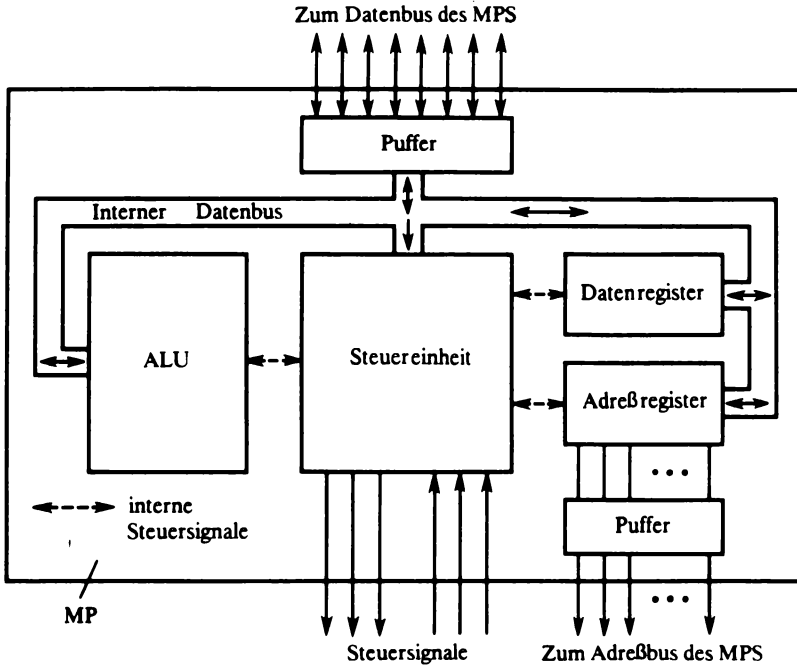 Zum Datenbus des MPS
Puffer
Interner Datenbus
Datenregister
ALU
Steuereinheit
Adreßregister
interne
Steuersignale
Puffer
MP
Steuersignale
Zum Adreßbus des MPS